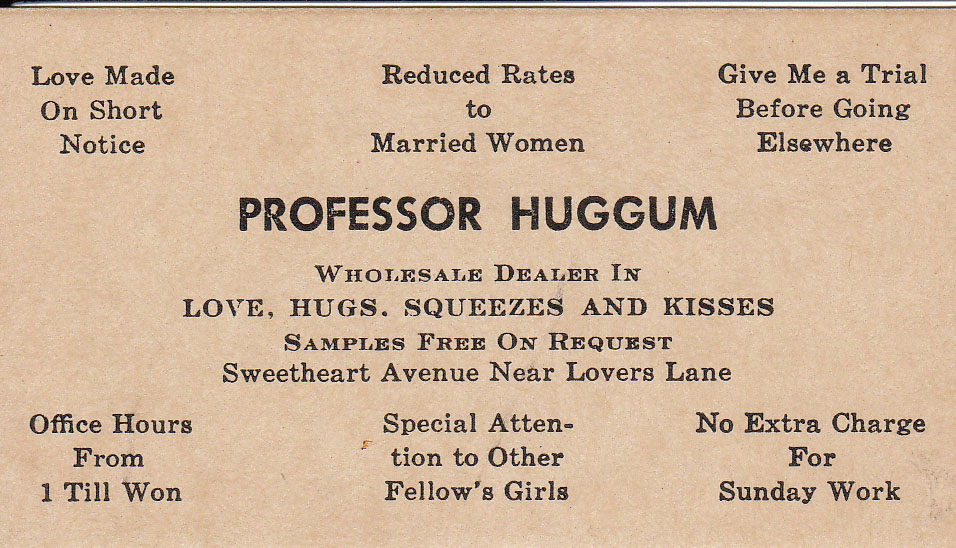 Love Made
On Short
Notice
Reduced Rates
to
Married Women
Give Me a Trial
Before Going
Elsewhere
PROFESSOR HUGGUM
WHOLESALE DEALER IN
LOVE, HUGS. SQUEEZES AND KISSES
SAMPLES FREE ON REQUEST
Sweetheart Avenue Near Lovers Lane
Office Hours
From
1 Till Won
Special Atten-
tion to Other
Fellow's Girls
No Extra Charge
For
Sunday Work